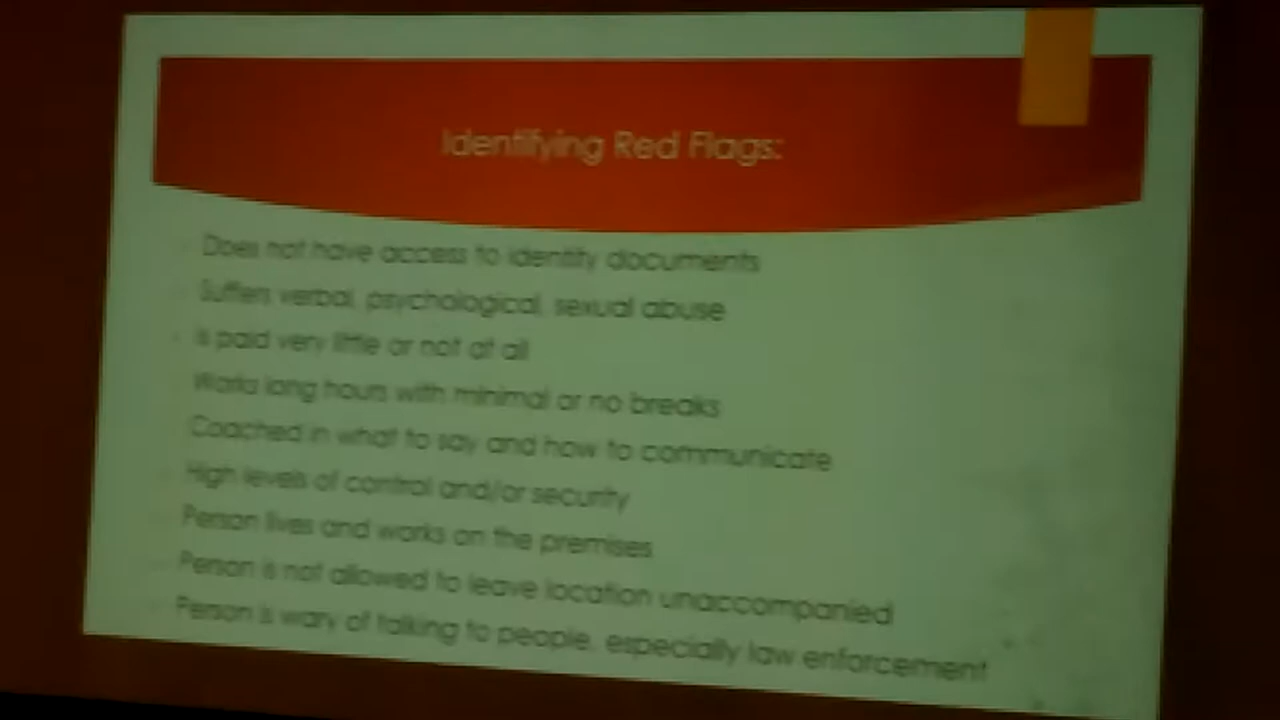 Identifying Red Flags:
Does not have access to identity documents
Suffers verbal, psychological, sexual abuse
Is paid very little or not at all
Works long hours with minimal or no breaks
Coached in what to say and how to communicate
High levels of control and/or security
Person lives and works on the premises
Person is not allowed to leave location unaccompanied
Person is wary of talking to people, especially law enforcement